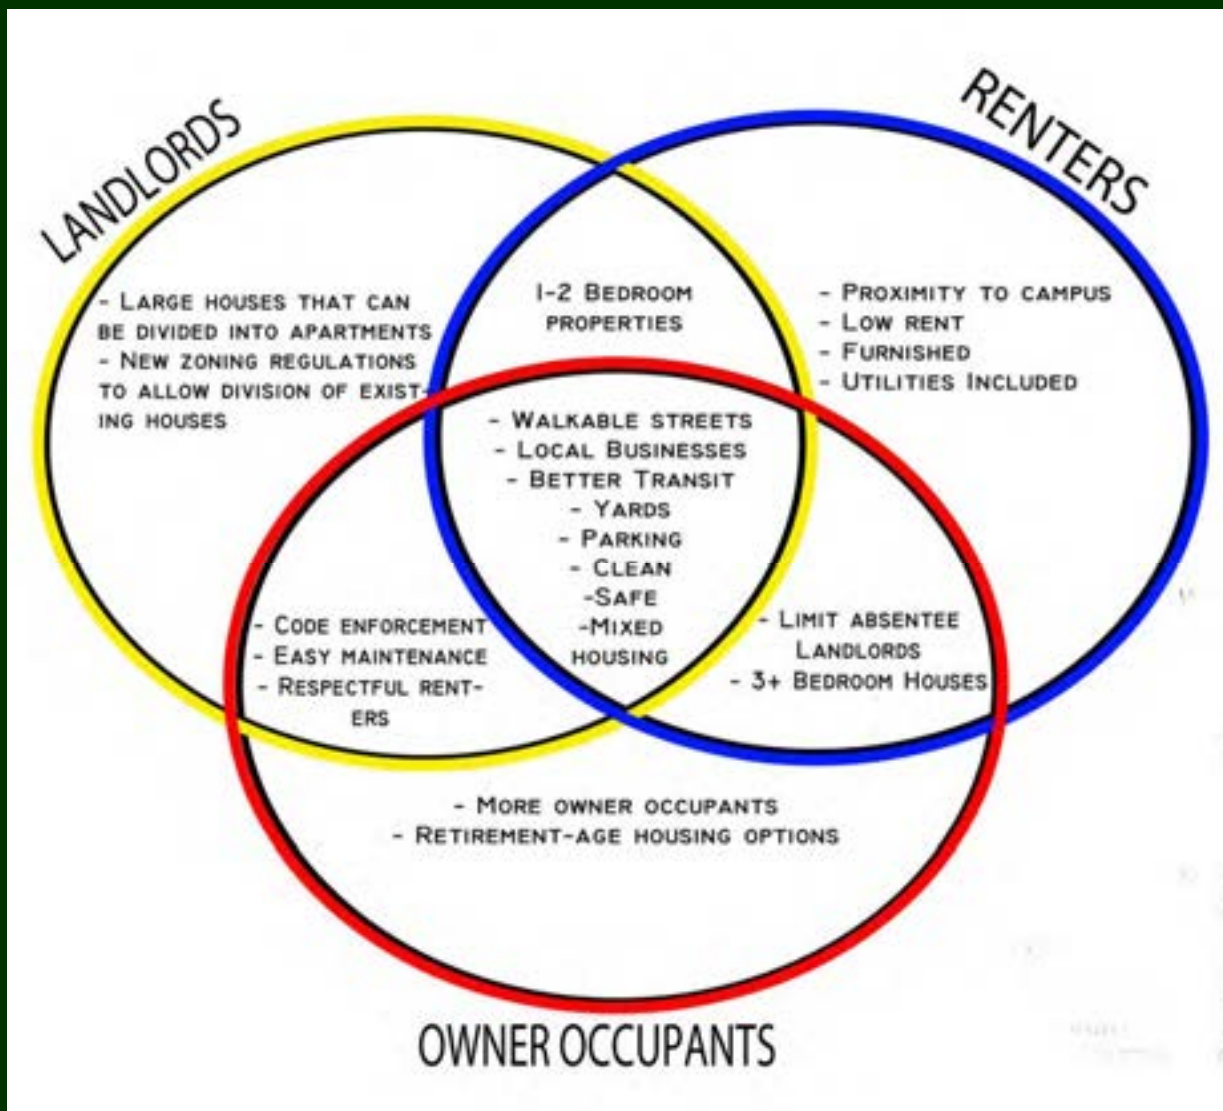 LANDLORDS
RENTERS
- LARGE HOUSES THAT CAN
BE DIVIDED INTO APARTMENTS
- NEW ZONING REGULATIONS
TO ALLOW DIVISION OF EXIST-
ING HOUSES
1-2 BEDROOM
PROPERTIES
- PROXIMITY TO CAMPUS
- LOW RENT
- FURNISHED
- UTILITIES INCLUDED
- WALKABLE STREETS
- LOCAL BUSINESSES
- BETTER TRANSIT
- YARDS
- PARKING
- CLEAN
-SAFE
-MIXED
HOUSING
- CODE ENFORCEMENT
- EASY MAINTENANCE
- RESPECTFUL RENT-
ERS
- LIMIT ABSENTEE
LANDLORDS
- 3+ BEDROOM HOUSES
- MORE OWNER OCCUPANTS
- RETIREMENT-AGE HOUSING OPTIONS
OWNER OCCUPANTS